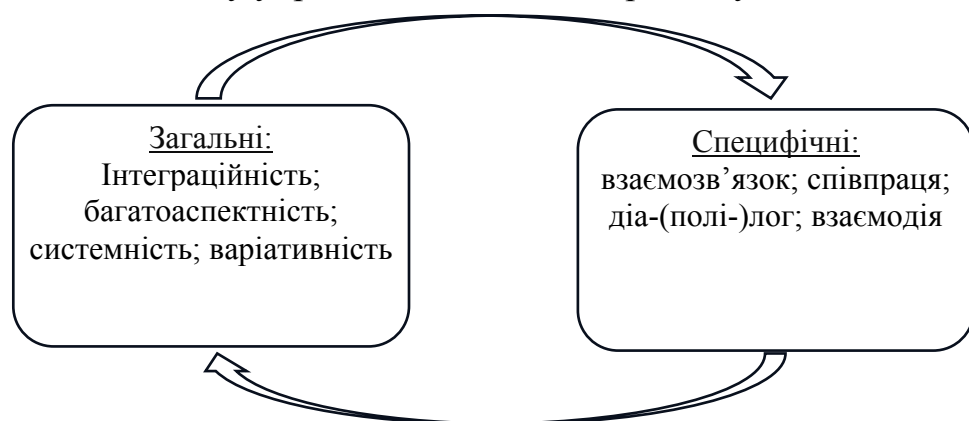 Загальні:
Інтеграційність;
багатоаспектність;
системність; варіативність
Специфічні:
взаємозв’язок; співпраця;
діа-(полі-)лог; взаємодія